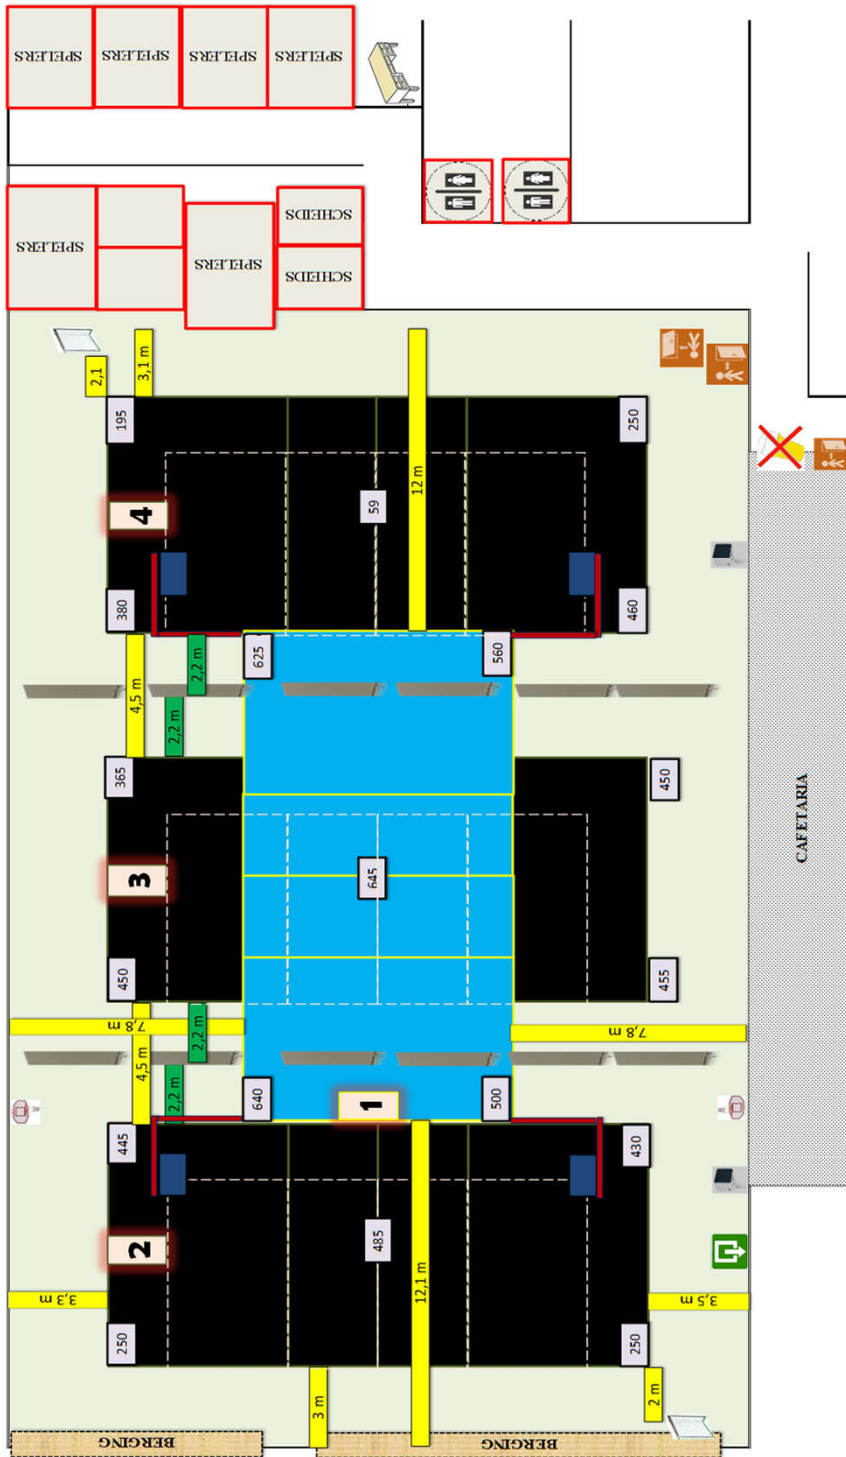 SPELERS
SPELERS
SPELERS
SPELERS
SPELERS
SPELERS
SCHEIDS
SCHEIDS
2,1
3,1 m
195
250
12 m
4
59
380
460
625
560
2,2 m
4,5 m
2,2 m
365
450
3
645
CAFETARIA
450
455
7,8 m
2,2 m
7,8 m
4,5 m
2,2 m
640
1
500
445
430
2
485
12,1 m
3,3 m
3,5 m
250
250
3 m
2 m
BERGING
BERGING